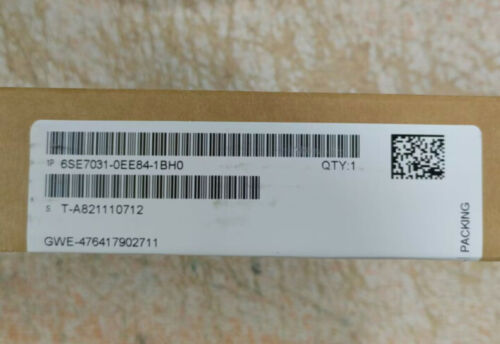 1P 6SE7031-0EE84-1BH0 QTY:1
S T-A821110712
GWE-476417902711
PACKING